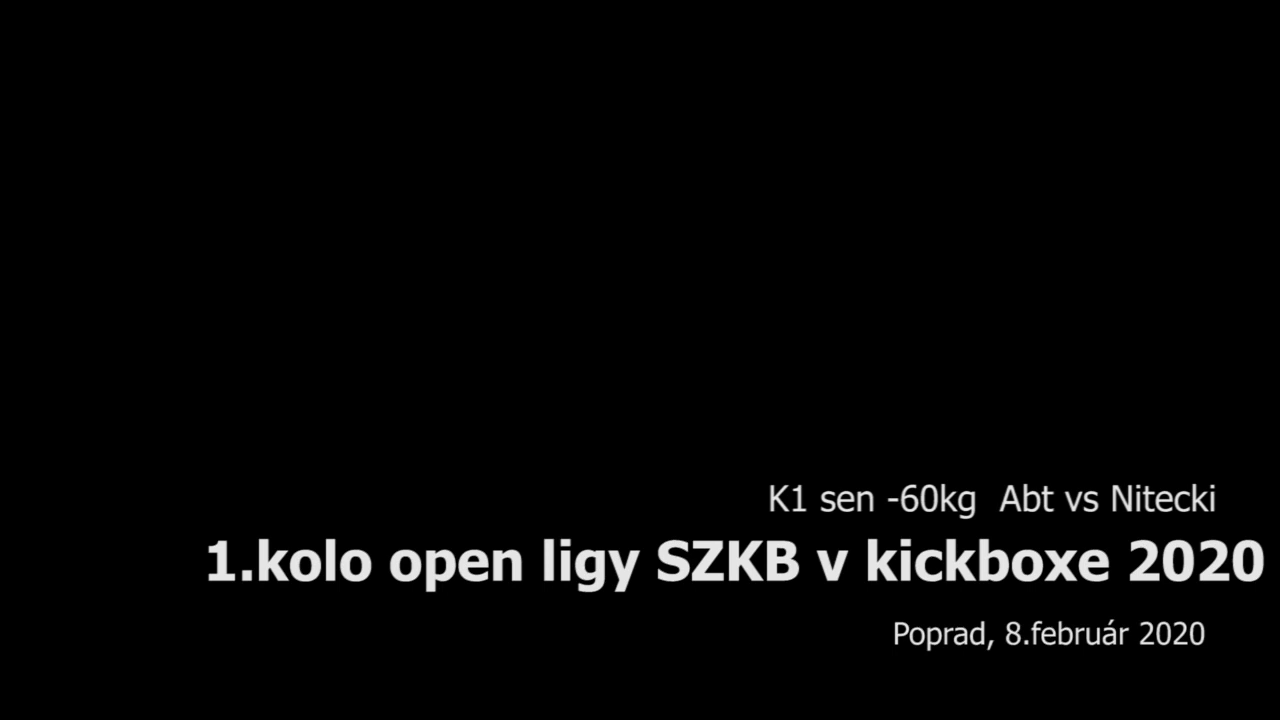 K1 sen -60kg  Abt vs Nitecki
1.kolo open ligy SZKB v kickboxe 2020
Poprad, 8.február 2020